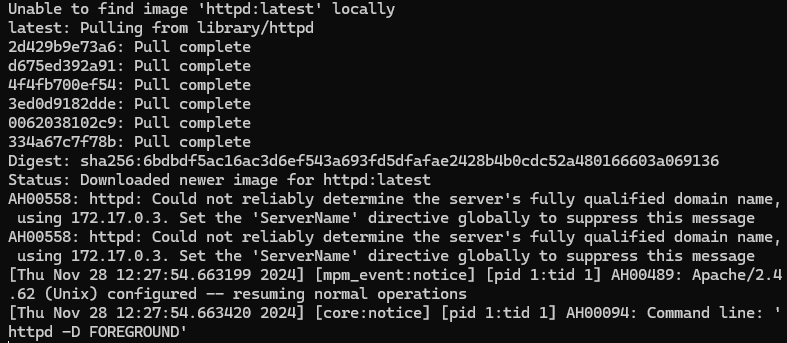 Unable to find image 'httpd:latest' locally
latest: Pulling from library/httpd
2d429b9e73a6: Pull complete
d675ed392a91: Pull complete
4f4fb700ef54: Pull complete
3ed0d9182dde: Pull complete
0062038102c9: Pull complete
334a67c7f78b: Pull complete
Digest: sha256:6bdbdf5ac16ac3d6ef543a693fd5dfafae2428b4b0cdc52a480166603a069136
Status: Downloaded newer image for httpd:latest
AH00558: httpd: Could not reliably determine the server's fully qualified domain name,
 using 172.17.0.3. Set the 'ServerName' directive globally to suppress this message
AH00558: httpd: Could not reliably determine the server's fully qualified domain name,
 using 172.17.0.3. Set the 'ServerName' directive globally to suppress this message
[Thu Nov 28 12:27:54.663199 2024] [mpm_event:notice] [pid 1:tid 1] AH00489: Apache/2.4
.62 (Unix) configured -- resuming normal operations
[Thu Nov 28 12:27:54.663420 2024] [core:notice] [pid 1:tid 1] AH00094: Command line: '
httpd -D FOREGROUND'